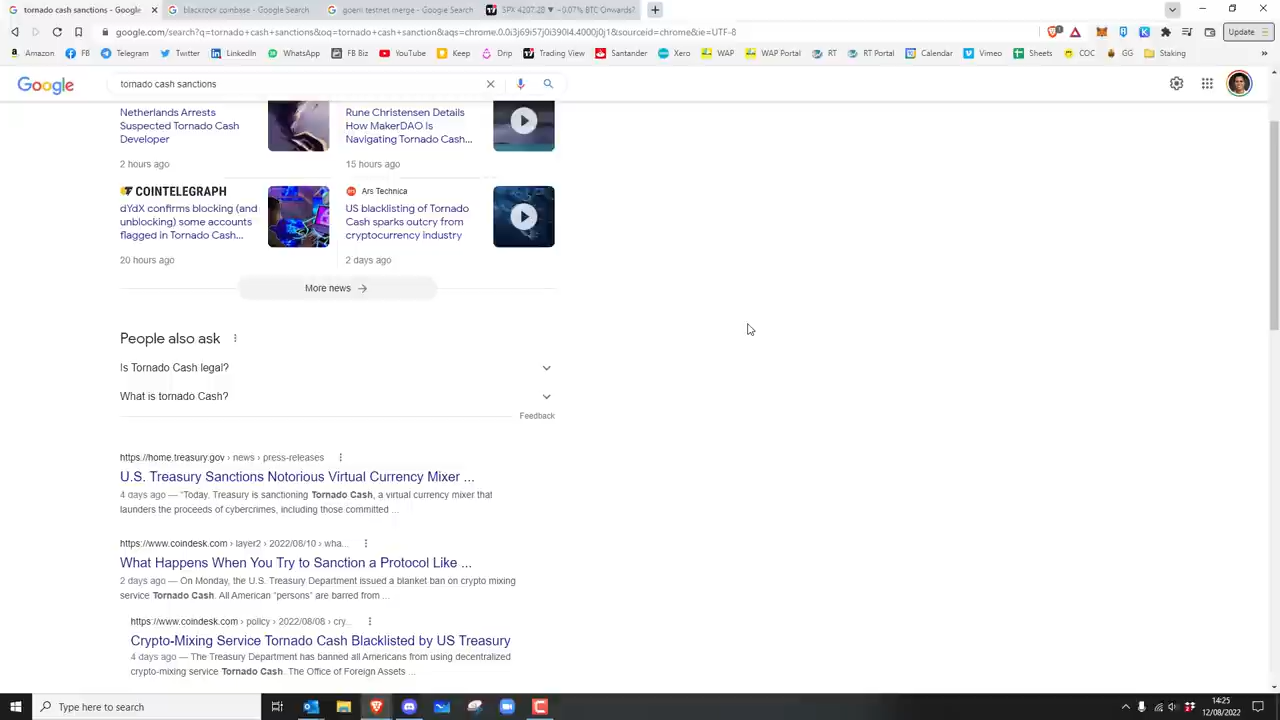 tornado cash sanctions - Google
blackrock coinbase - Google Search
goerli testnet merge - Google Search
SPX 4207.28 ▼ −0.07% BTC Onwards?
google.com/search?q=tornado+cash+sanctions&oq=tornado+cash+sanction&aqs=chrome.0.0i3j69i57j0i390l4.4000j0j1&sourceid=chrome&ie=UTF-8
Update
Amazon FB Telegram Twitter LinkedIn FB Biz YouTube Keep Drip Trading View Santander Xero WAP WAP Portal RT RT Portal Calendar Vimeo Sheets COC GG Staking Other
Google
tornado cash sanctions
Netherlands Arrests
Suspected Tornado Cash
Developer
2 hours ago
Rune Christensen Details
How MakerDAO Is
Navigating Tornado Cash...
15 hours ago
COINTELEGRAPH
dYdX confirms blocking (and
unblocking) some accounts
flagged in Tornado Cash...
20 hours ago
Ars Technica
US blacklisting of Tornado
Cash sparks outcry from
cryptocurrency industry
2 days ago
More news →
People also ask
Is Tornado Cash legal?
What is tornado Cash?
Feedback
https://home.treasury.gov › news › press-releases
U.S. Treasury Sanctions Notorious Virtual Currency Mixer ...
4 days ago — "Today, Treasury is sanctioning Tornado Cash, a virtual currency mixer that
launders the proceeds of cybercrimes, including those committed ...
https://www.coindesk.com › layer2 › 2022/08/10 › wha...
What Happens When You Try to Sanction a Protocol Like ...
2 days ago — On Monday, the U.S. Treasury Department issued a blanket ban on crypto mixing
service Tornado Cash. All American "persons" are barred from ...
https://www.coindesk.com › policy › 2022/08/08 › cry...
Crypto-Mixing Service Tornado Cash Blacklisted by US Treasury
4 days ago — The Treasury Department has banned all Americans from using decentralized
crypto-mixing service Tornado Cash. The Office of Foreign Assets ...
Type here to search
14:25
12/08/2022